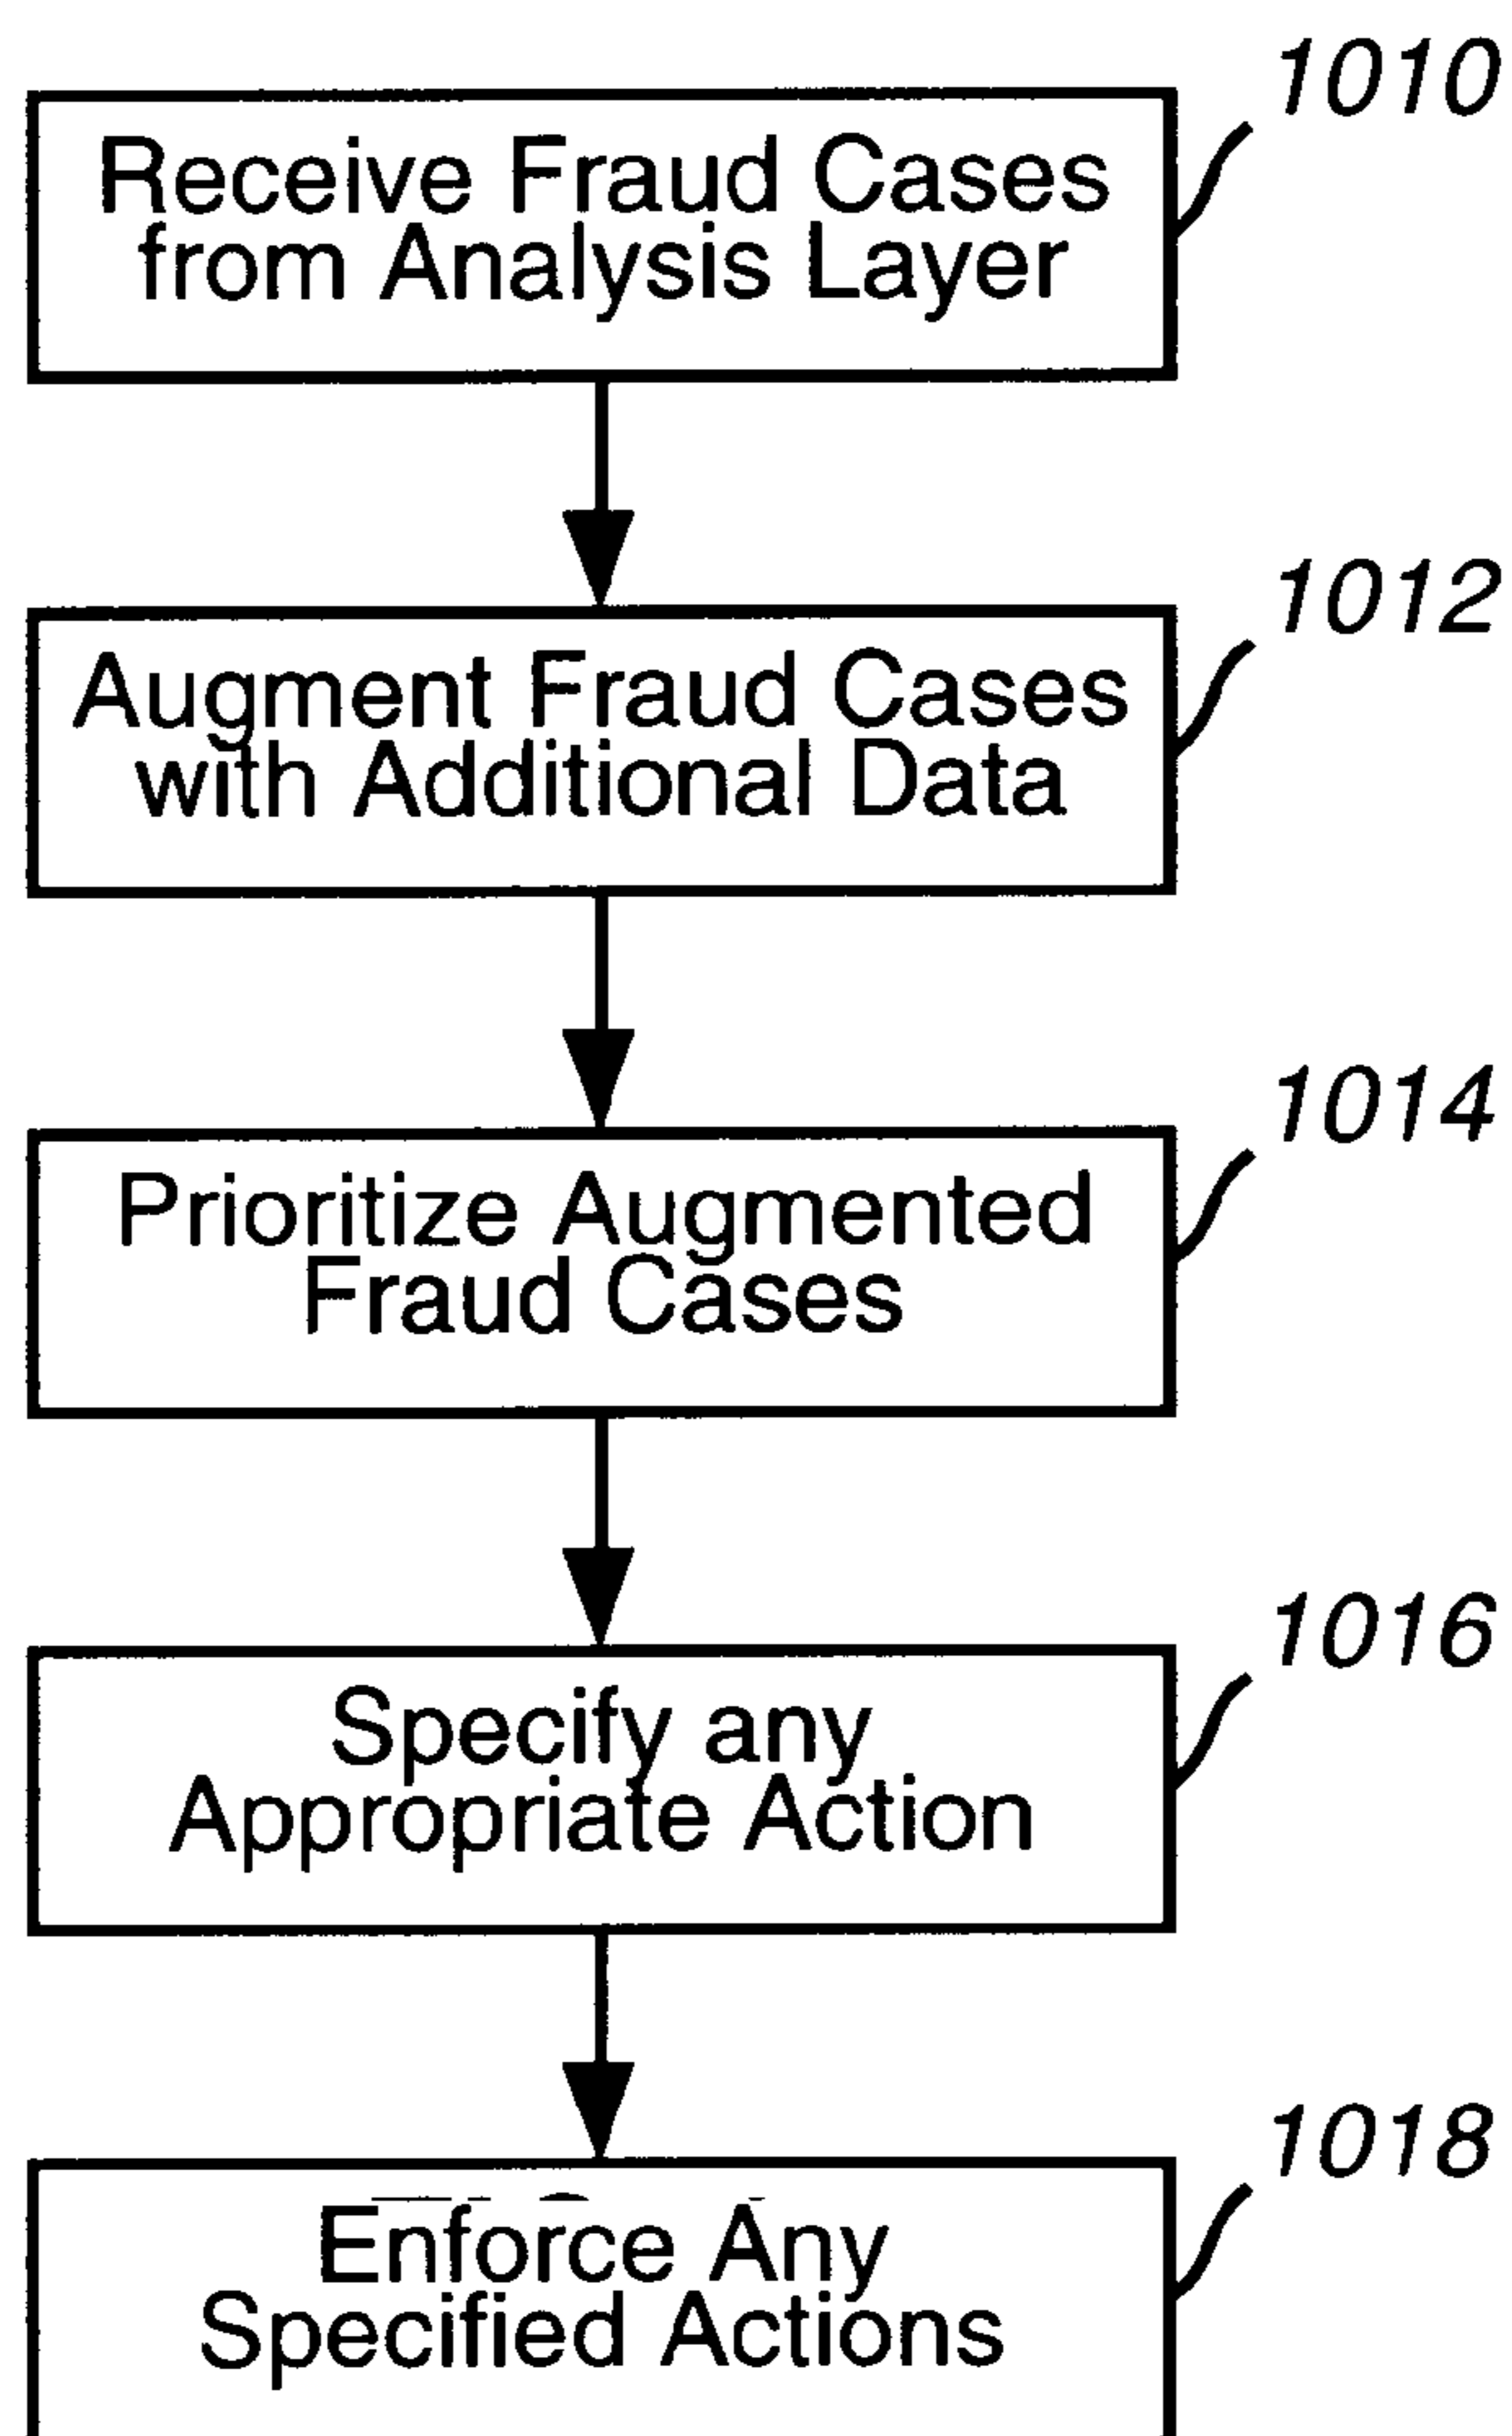 1010
Receive Fraud Cases
from Analysis Layer
1012
Augment Fraud Cases
with Additional Data
1014
Prioritize Augmented
Fraud Cases
1016
Specify any
Appropriate Action
1018
Enforce Any
Specified Actions